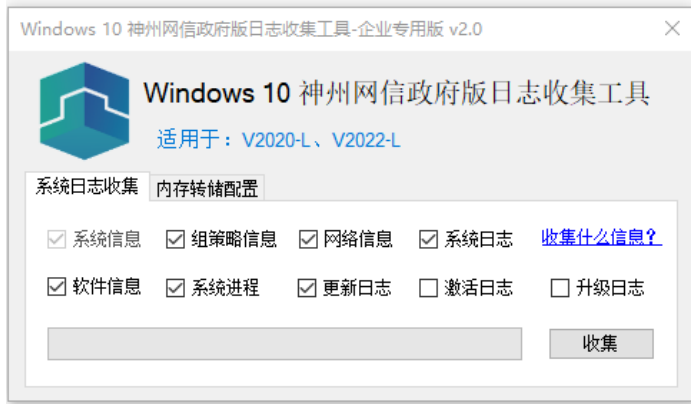 Windows 10 神州网信政府版日志收集工具-企业专用版 v2.0
Windows 10 神州网信政府版日志收集工具
适用于：V2020-L、V2022-L
系统日志收集 内存转储配置
系统信息 组策略信息 网络信息 系统日志 收集什么信息？
软件信息 系统进程 更新日志 激活日志 升级日志
收集